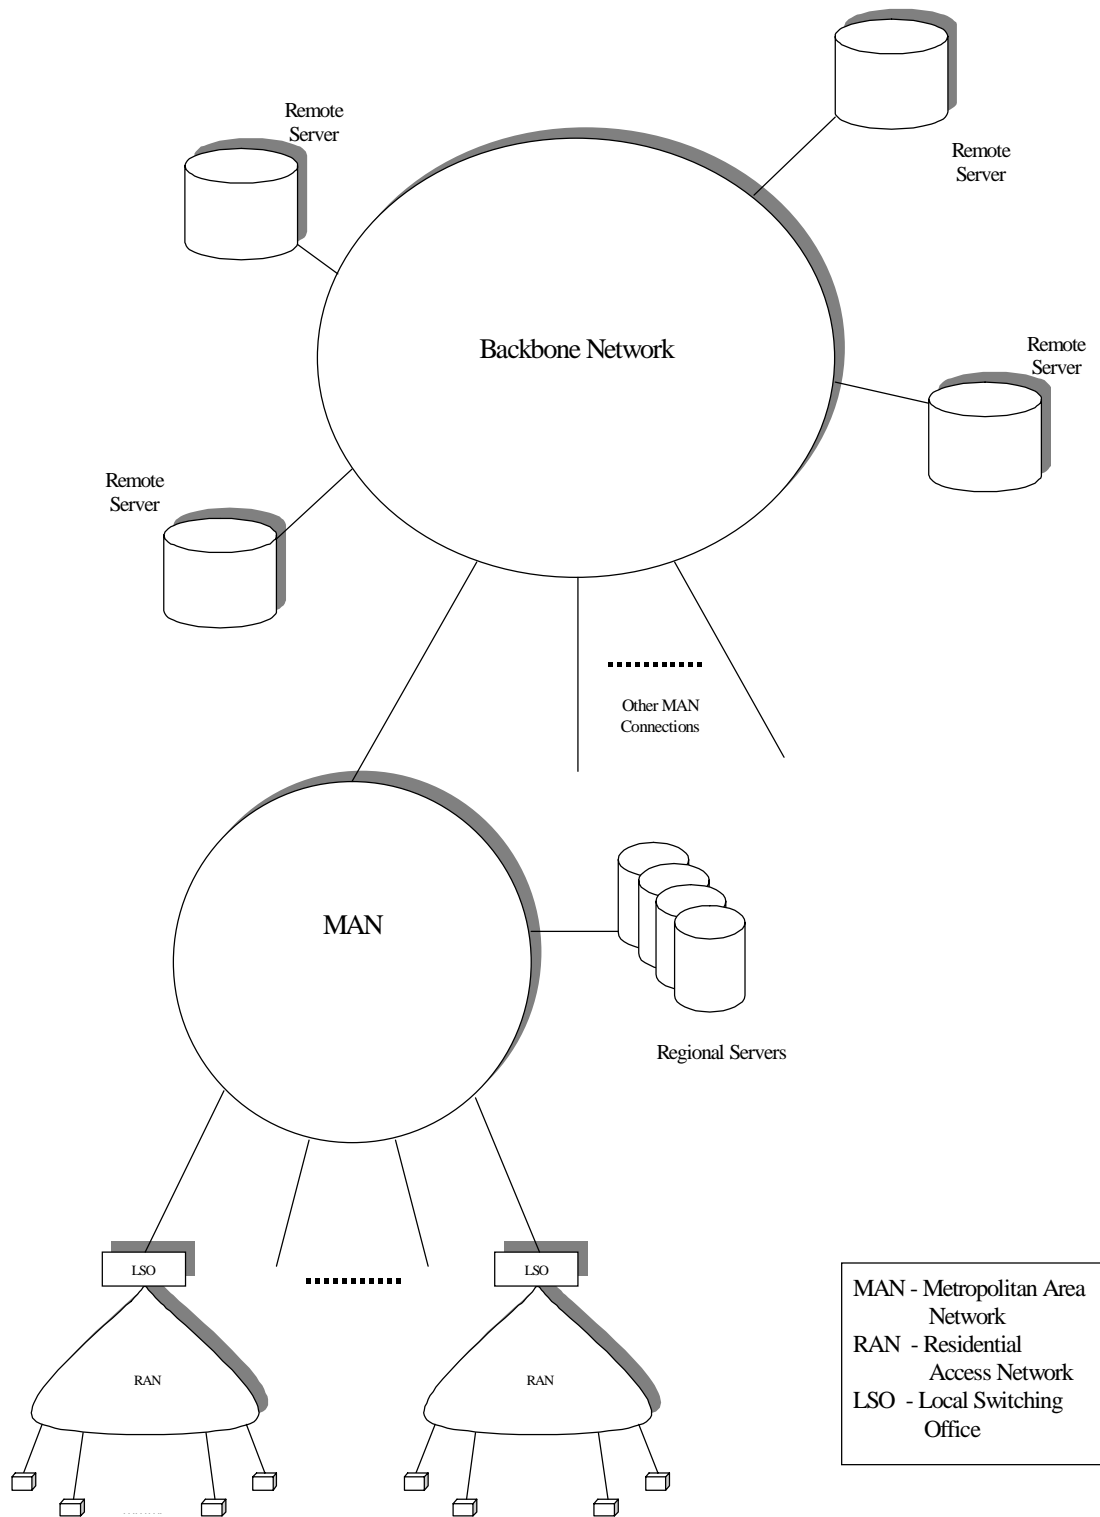 Remote
Server
Remote
Server
Backbone Network
Remote
Server
Remote
Server
Other MAN
Connections
MAN
Regional Servers
LSO
LSO
RAN
RAN
MAN - Metropolitan Area
Network
RAN - Residential
Access Network
LSO - Local Switching
Office